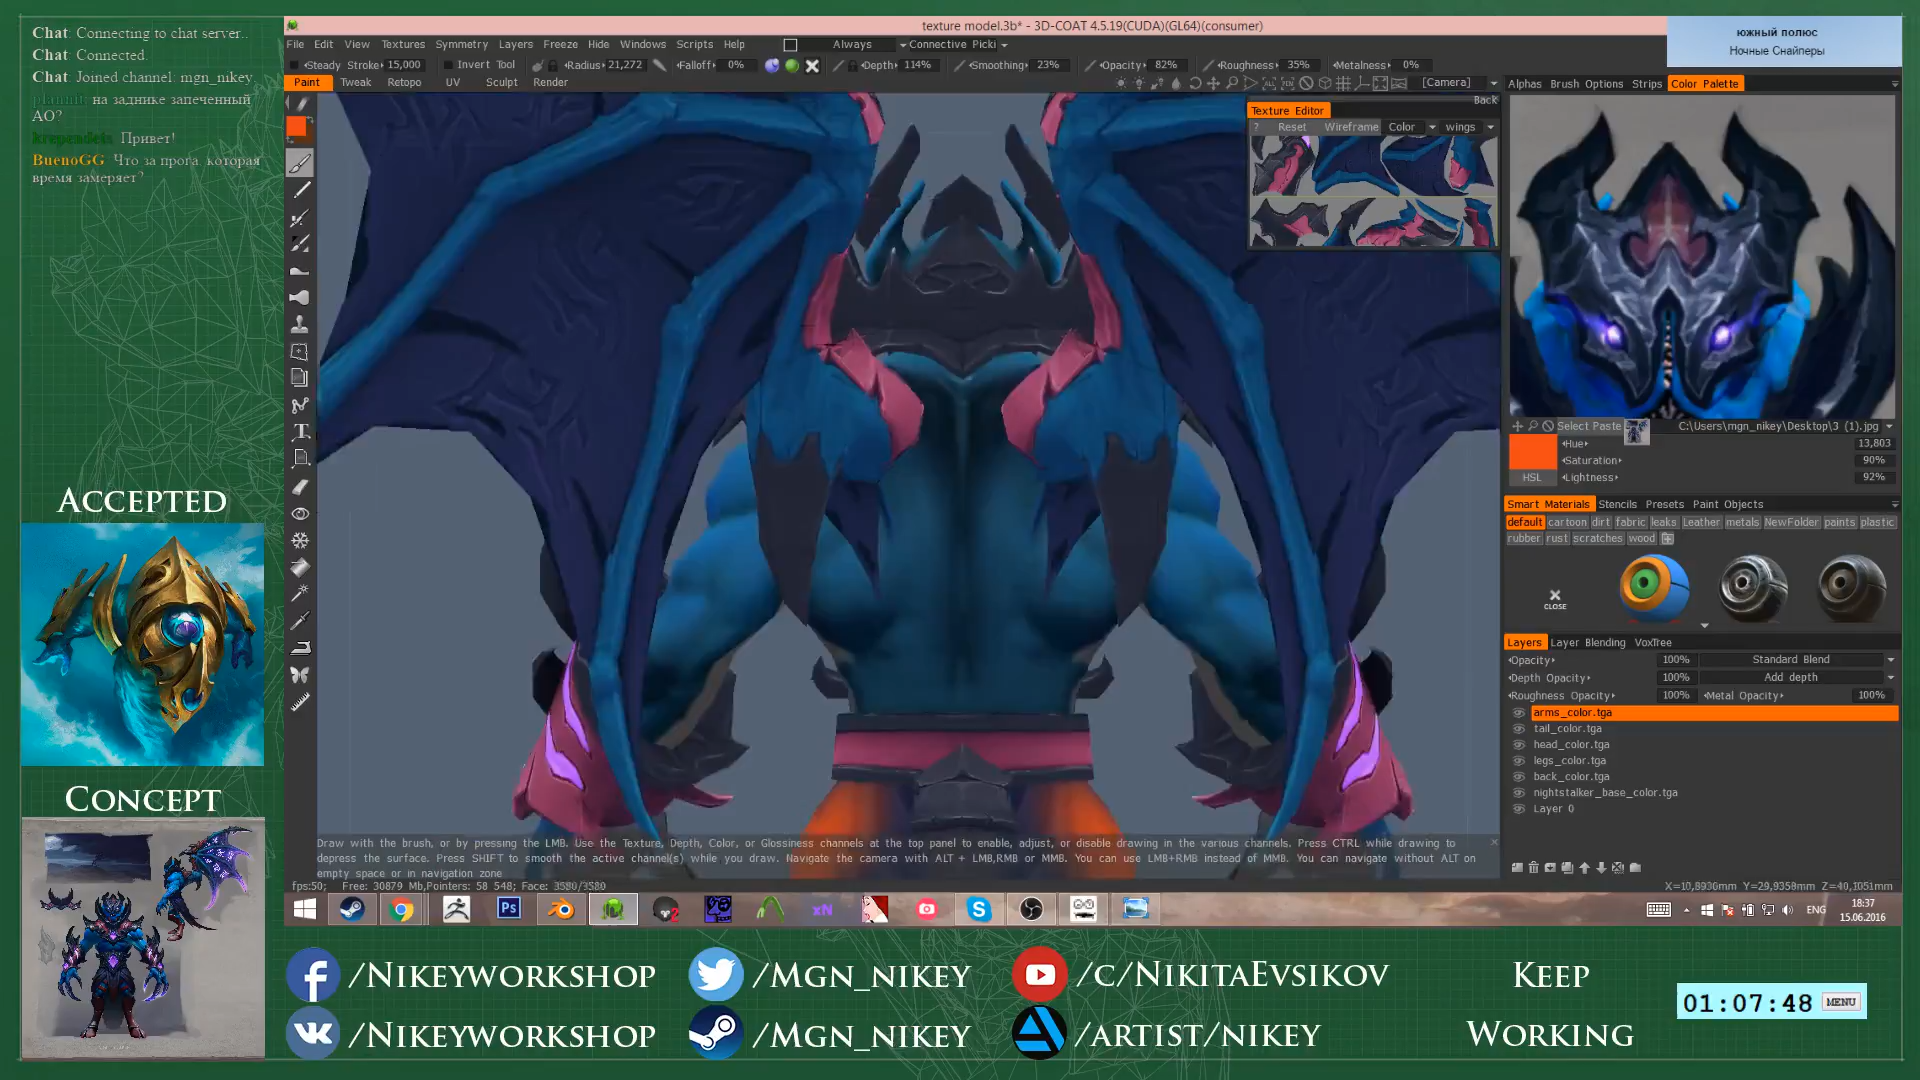 Chat: Connecting to chat server..
Chat: Connected.
Chat: Joined channel: mgn_nikey.
на заднике запеченный
АО?
Привет!
BuenoGG: Что за прога, которая
время замеряет?
ACCEPTED
CONCEPT
texture model.3b* - 3D-COAT 4.5.19(CUDA)(GL64)(consumer)
южный полюс
Ночные Снайперы
File Edit View Textures Symmetry Layers Freeze Hide Windows Scripts Help Always Connective Picki
Steady Stroke 15,000 Invert Tool Radius 21,272 Falloff 0% Depth 114% Smoothing 23% Opacity 82% Roughness 35% Metalness 0%
Paint Tweak Retopo UV Sculpt Render [Camera]
Back
Texture Editor
? Reset Wireframe Color wings
Alphas Brush Options Strips Color Palette
Select Paste C:\Users\mgn_nikey\Desktop\3 (1).jpg
Hue 13,803
Saturation 90%
HSL Lightness 92%
Smart Materials Stencils Presets Paint Objects
default cartoon dirt fabric leaks Leather metals NewFolder paints plastic
rubber rust scratches wood
CLOSE
Layers Layer Blending VoxTree
Opacity 100% Standard Blend
Depth Opacity 100% Add depth
Roughness Opacity 100% Metal Opacity 100%
arms_color.tga
tail_color.tga
head_color.tga
legs_color.tga
back_color.tga
nightstalker_base_color.tga
Layer 0
Draw with the brush, or by pressing the LMB. Use the Texture, Depth, Color, or Glossiness channels at the top panel to enable, adjust, or disable drawing in the various channels. Press CTRL while drawing to
depress the surface. Press SHIFT to smooth the active channel(s) while you draw. Navigate the camera with ALT + LMB,RMB or MMB. You can use LMB+RMB instead of MMB. You can navigate without ALT on
empty space or in navigation zone
fps:50; Free: 30879 Mb,Pointers: 58 548; Face: 3580/3580
X=10,8930mm Y=29,9358mm Z=40,1051mm
Ps
xN
ENG
18:37
15.06.2016
/NIKEYWORKSHOP
/MGN_NIKEY
/C/NIKITAEVSIKOV
KEEP
/NIKEYWORKSHOP
/MGN_NIKEY
/ARTIST/NIKEY
WORKING
01:07:48 MENU